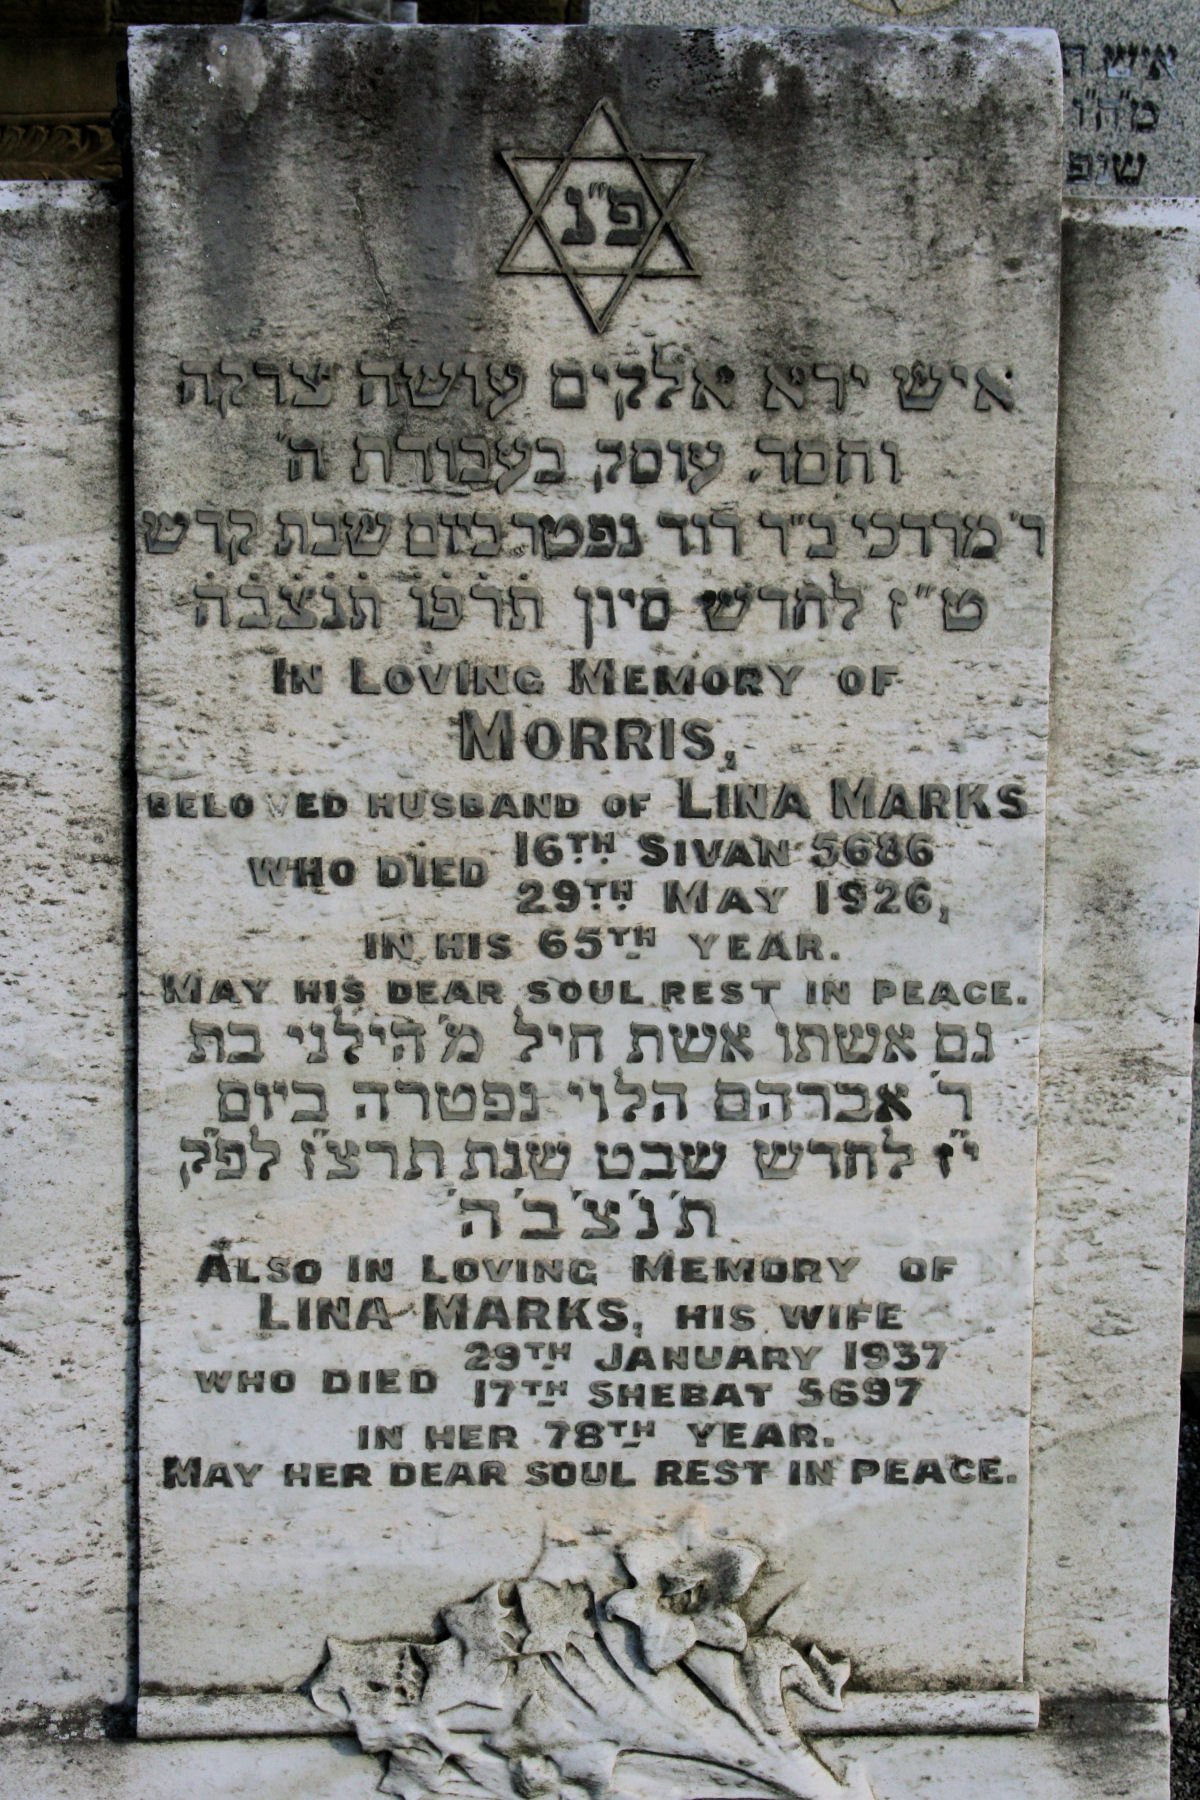 פ"נ
איש ירא אלקים עושה צדקה
וחסד עוסק בעבודת ה'
ר' מרדכי ב"ר דוד נפטר ביום שבת קדש
ט"ז לחדש סיון תרפו תנצבה
IN LOVING MEMORY OF
MORRIS,
BELOVED HUSBAND OF LINA MARKS
WHO DIED 16TH SIVAN 5686
29TH MAY 1926,
IN HIS 65TH YEAR.
MAY HIS DEAR SOUL REST IN PEACE.
גם אשתו אשת חיל מ' הילני בת
ר' אברהם הלוי נפטרה ביום
י"ז לחדש שבט שנת תרצ"ז לפ"ק
ת'נ'צ'ב'ה'
ALSO IN LOVING MEMORY OF
LINA MARKS, HIS WIFE
WHO DIED 29TH JANUARY 1937
17TH SHEBAT 5697
IN HER 78TH YEAR.
MAY HER DEAR SOUL REST IN PEACE.
איש
שנפ